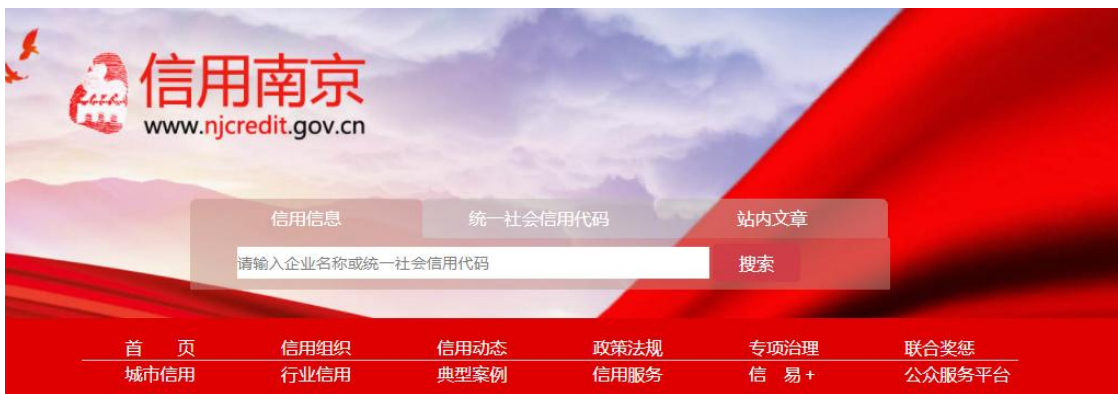 信用南京
www.njcredit.gov.cn
信用信息 统一社会信用代码 站内文章
请输入企业名称或统一社会信用代码 搜索
首 页 信用组织 信用动态 政策法规 专项治理 联合奖惩
城市信用 行业信用 典型案例 信用服务 信 易+ 公众服务平台